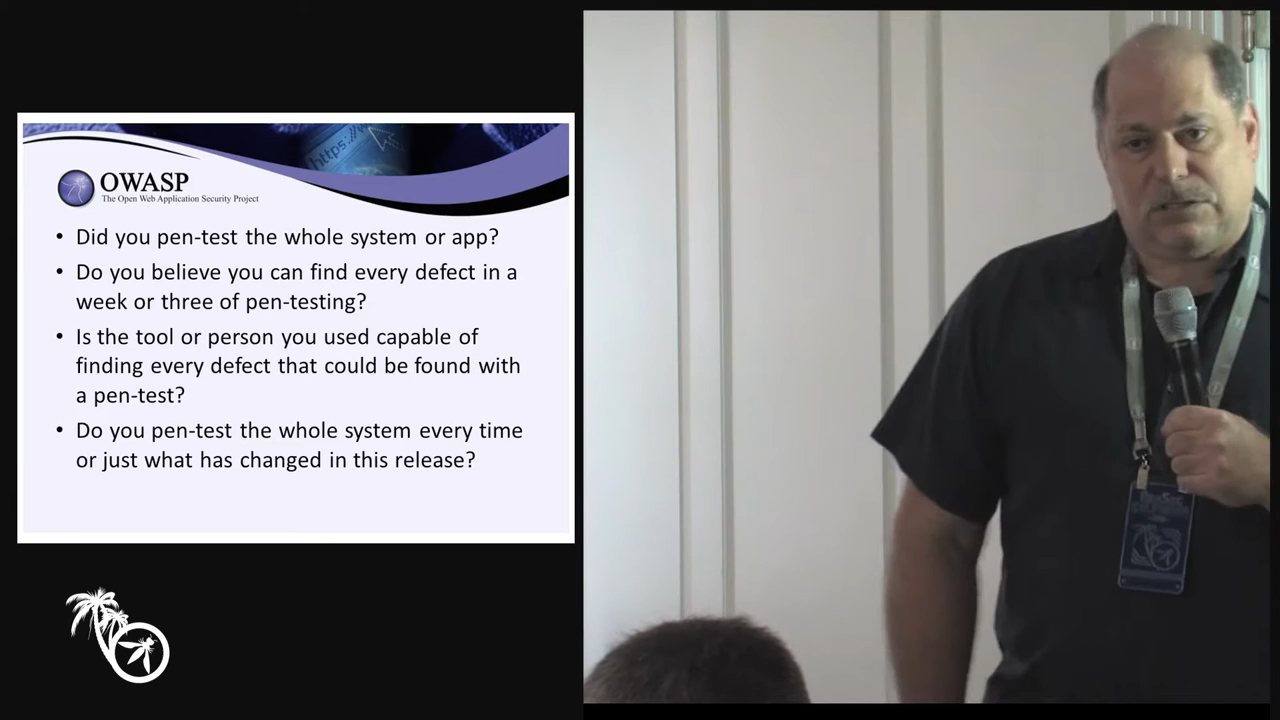 https://
OWASP
The Open Web Application Security Project
• Did you pen-test the whole system or app?
• Do you believe you can find every defect in a
week or three of pen-testing?
• Is the tool or person you used capable of
finding every defect that could be found with
a pen-test?
• Do you pen-test the whole system every time
or just what has changed in this release?